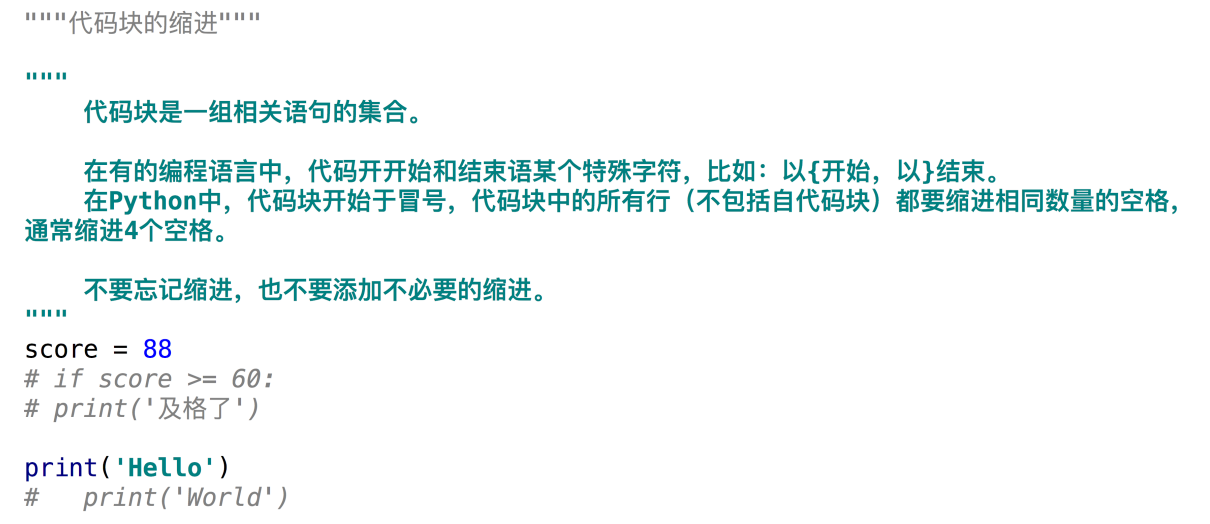 """代码块的缩进"""
"""
代码块是一组相关语句的集合。
在有的编程语言中，代码开开始和结束语某个特殊字符，比如：以{开始，以}结束。
在Python中，代码块开始于冒号，代码块中的所有行（不包括自代码块）都要缩进相同数量的空格，
通常缩进4个空格。
不要忘记缩进，也不要添加不必要的缩进。
"""
score = 88
# if score >= 60:
# print('及格了')
print('Hello')
#   print('World')